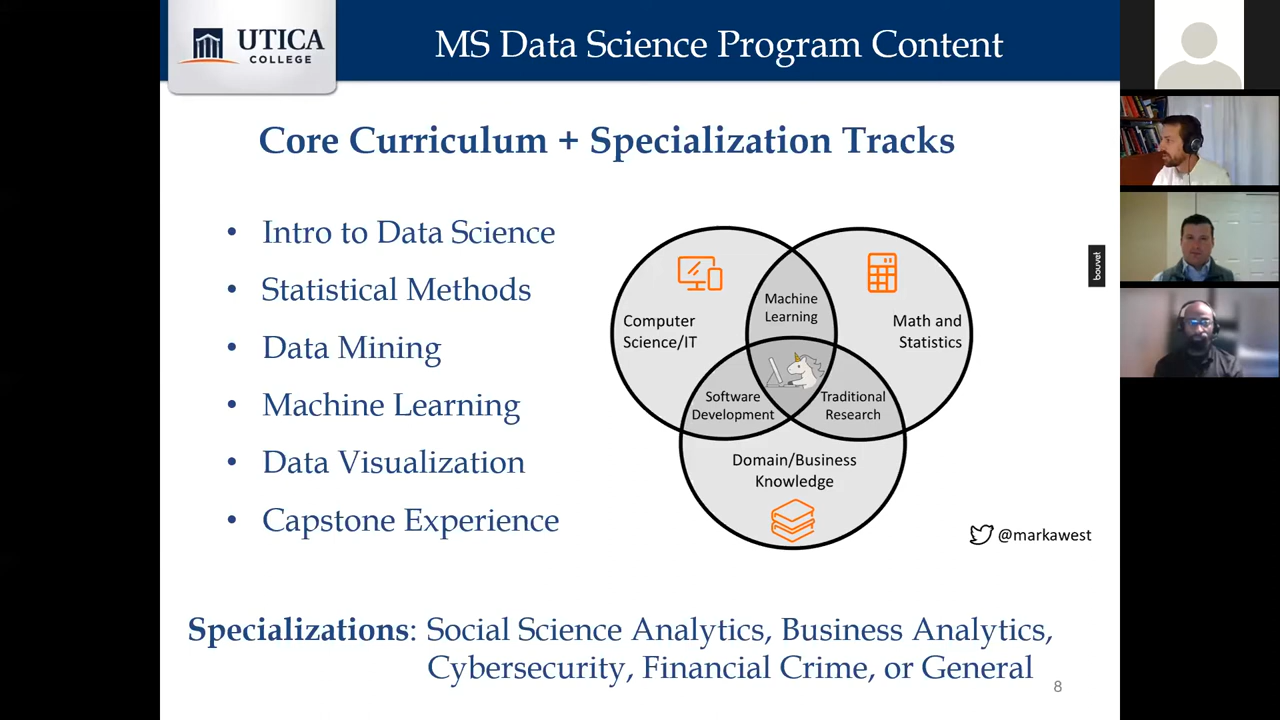 UTICA
COLLEGE
MS Data Science Program Content
Core Curriculum + Specialization Tracks
• Intro to Data Science
• Statistical Methods
• Data Mining
• Machine Learning
• Data Visualization
• Capstone Experience
Computer
Science/IT
Machine
Learning
Math and
Statistics
Software
Development
Traditional
Research
Domain/Business
Knowledge
bouvet
@markawest
Specializations: Social Science Analytics, Business Analytics,
Cybersecurity, Financial Crime, or General
8